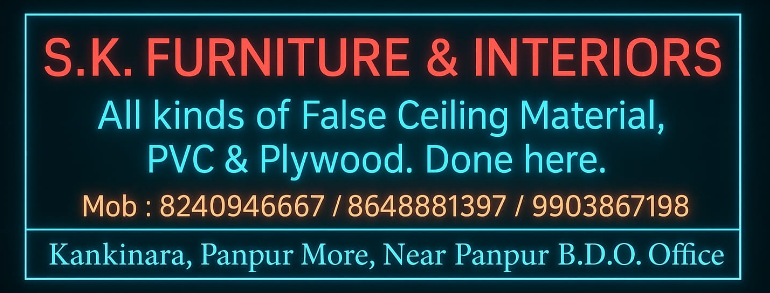 S.K. FURNITURE & INTERIORS
All kinds of False Ceiling Material,
PVC & Plywood. Done here.
Mob : 8240946667 / 8648881397 / 9903867198
Kankinara, Panpur More, Near Panpur B.D.O. Office